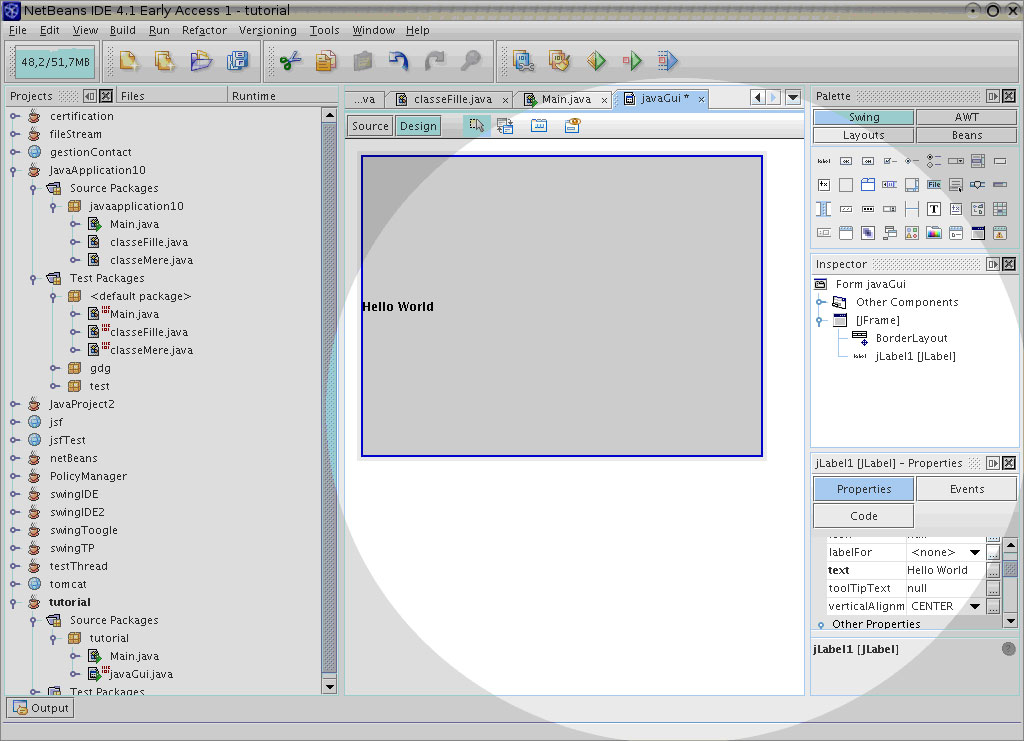 NetBeans IDE 4.1 Early Access 1 - tutorial
File Edit View Build Run Refactor Versioning Tools Window Help
48,2/51,7MB
Projects Files Runtime
certification
fileStream
gestionContact
JavaApplication10
Source Packages
javaapplication10
Main.java
classeFille.java
classeMere.java
Test Packages
<default package>
Main.java
classeFille.java
classeMere.java
gdg
test
JavaProject2
jsf
jsfTest
netBeans
PolicyManager
swingIDE
swingIDE2
swingToogle
swingTP
testThread
tomcat
tutorial
Source Packages
tutorial
Main.java
javaGui.java
Test Packages
Output
...va classeFille.java x Main.java x javaGui * x
Source Design
Hello World
Palette
Swing AWT
Layouts Beans
label
File
T
Inspector
Form javaGui
Other Components
[JFrame]
BorderLayout
label jLabel1 [JLabel]
jLabel1 [JLabel] - Properties
Properties Events
Code
labelFor <none> ...
text Hello World ...
toolTipText null ...
verticalAlignm CENTER ...
Other Properties
jLabel1 [JLabel]
?